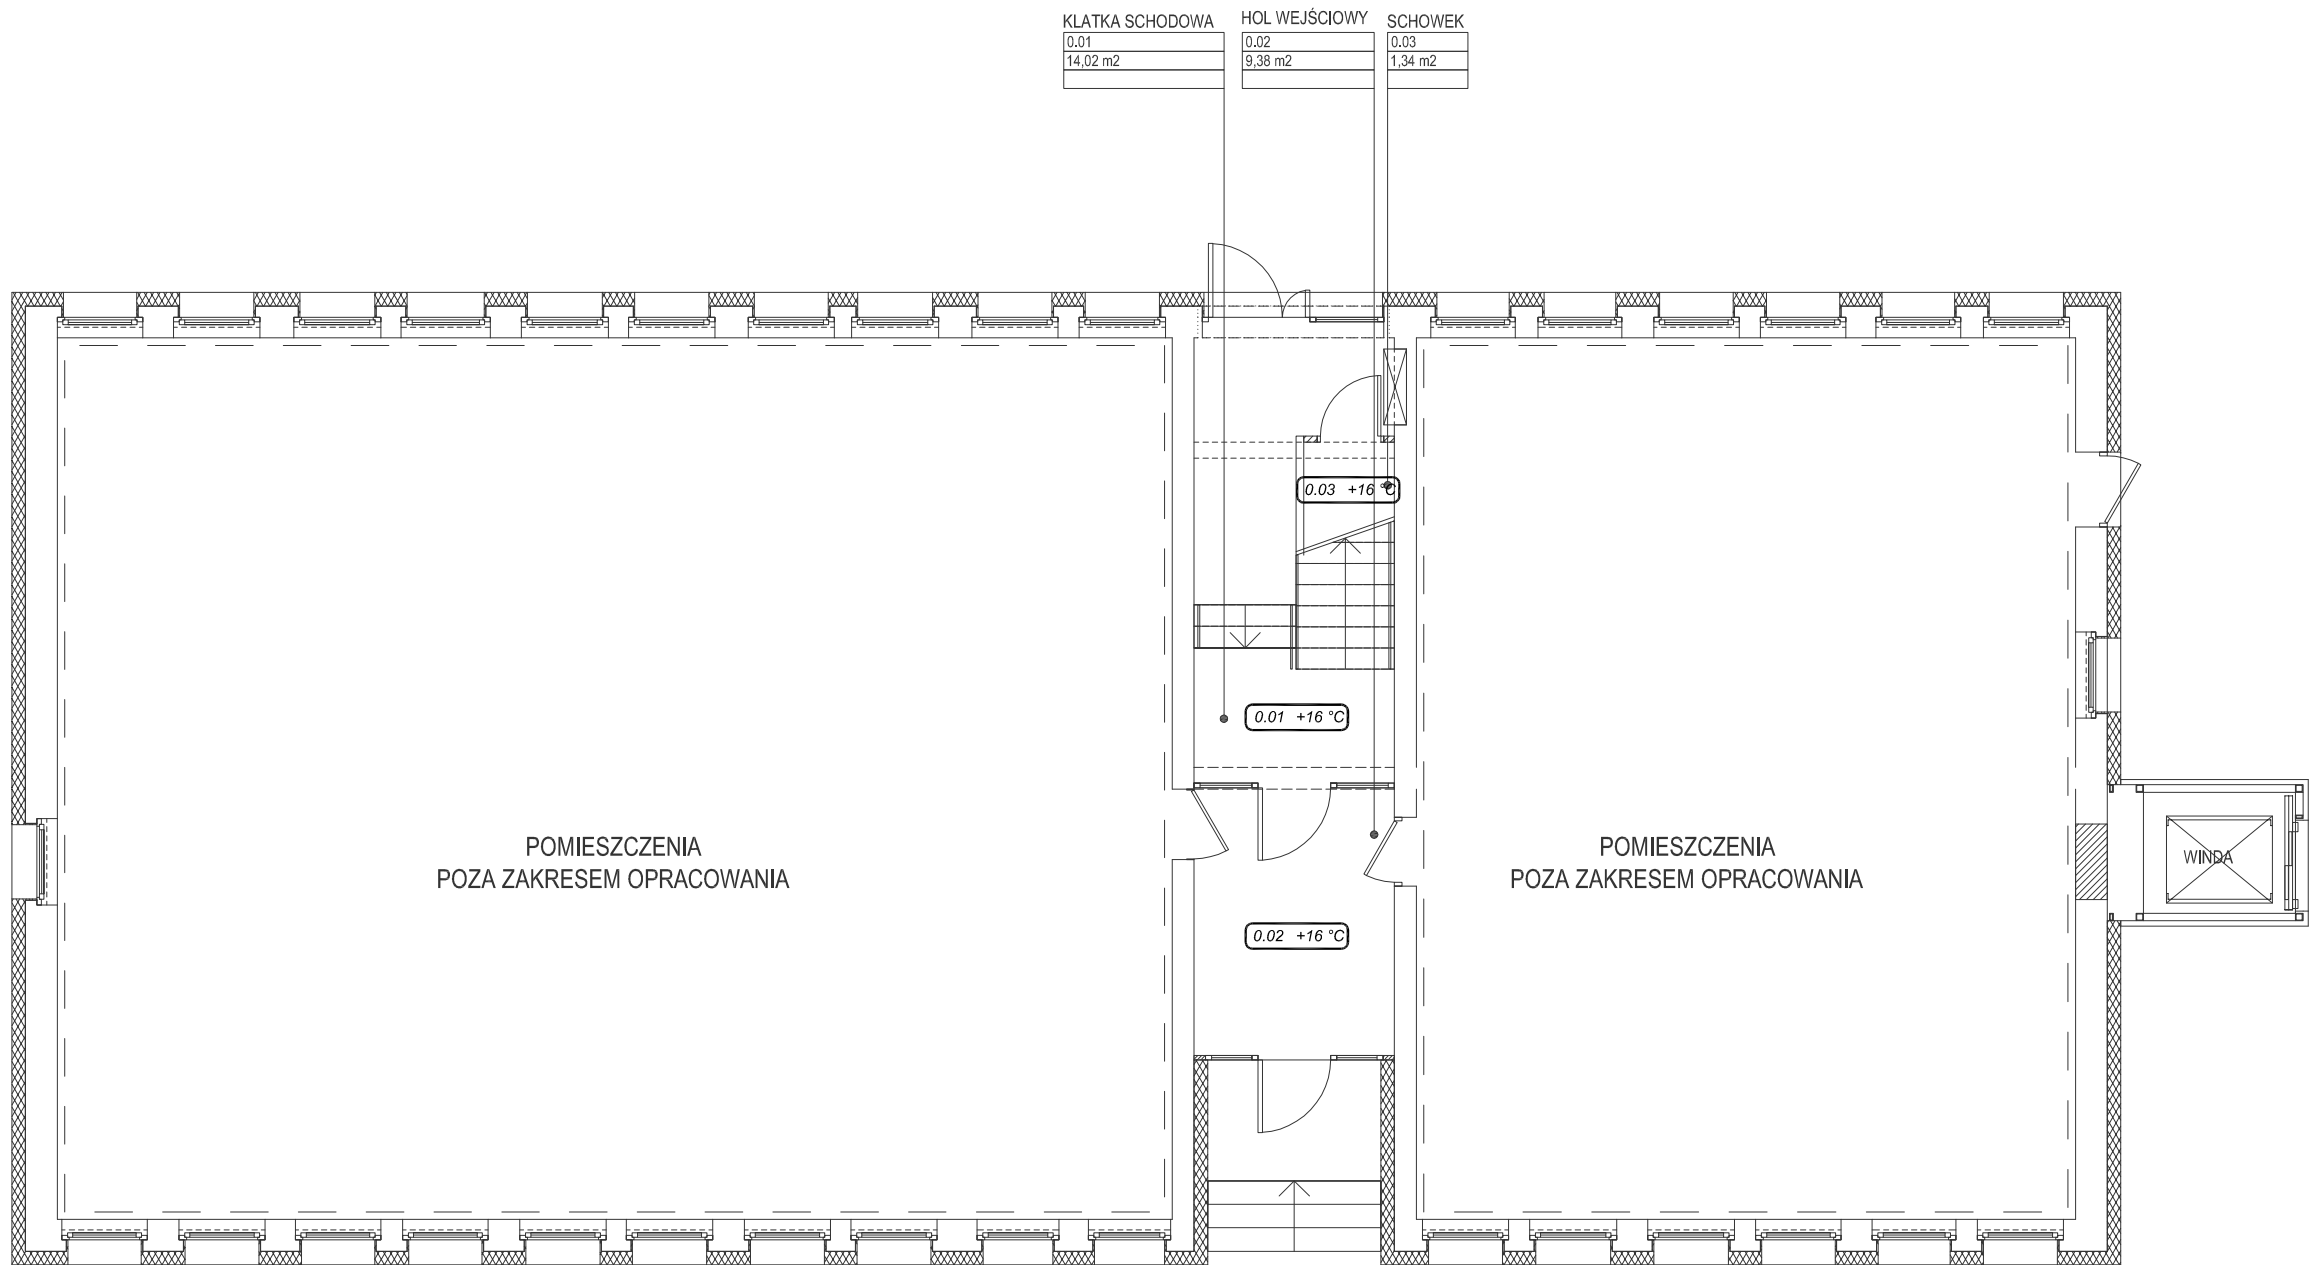 KLATKA SCHODOWA
0.01
14,02 m2
HOL WEJŚCIOWY
0.02
9,38 m2
SCHOWEK
0.03
1,34 m2
0.03 +16 °C
0.01 +16 °C
POMIESZCZENIA
POZA ZAKRESEM OPRACOWANIA
POMIESZCZENIA
POZA ZAKRESEM OPRACOWANIA
WINDA
0.02 +16 °C